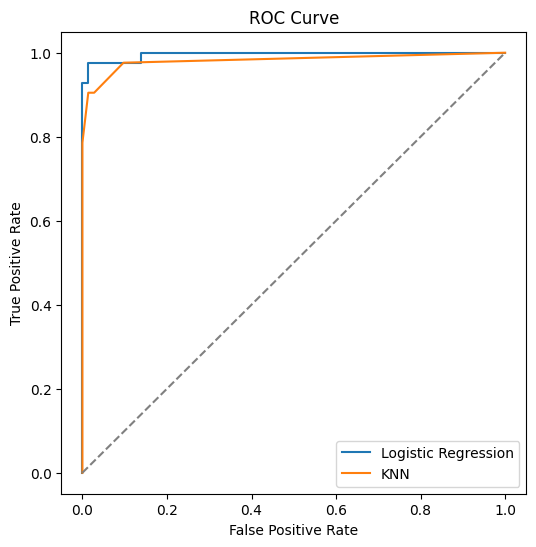 ROC Curve
1.0
0.8
0.6
0.4
0.2
0.0
True Positive Rate
0.0 0.2 0.4 0.6 0.8 1.0
False Positive Rate
Logistic Regression
KNN